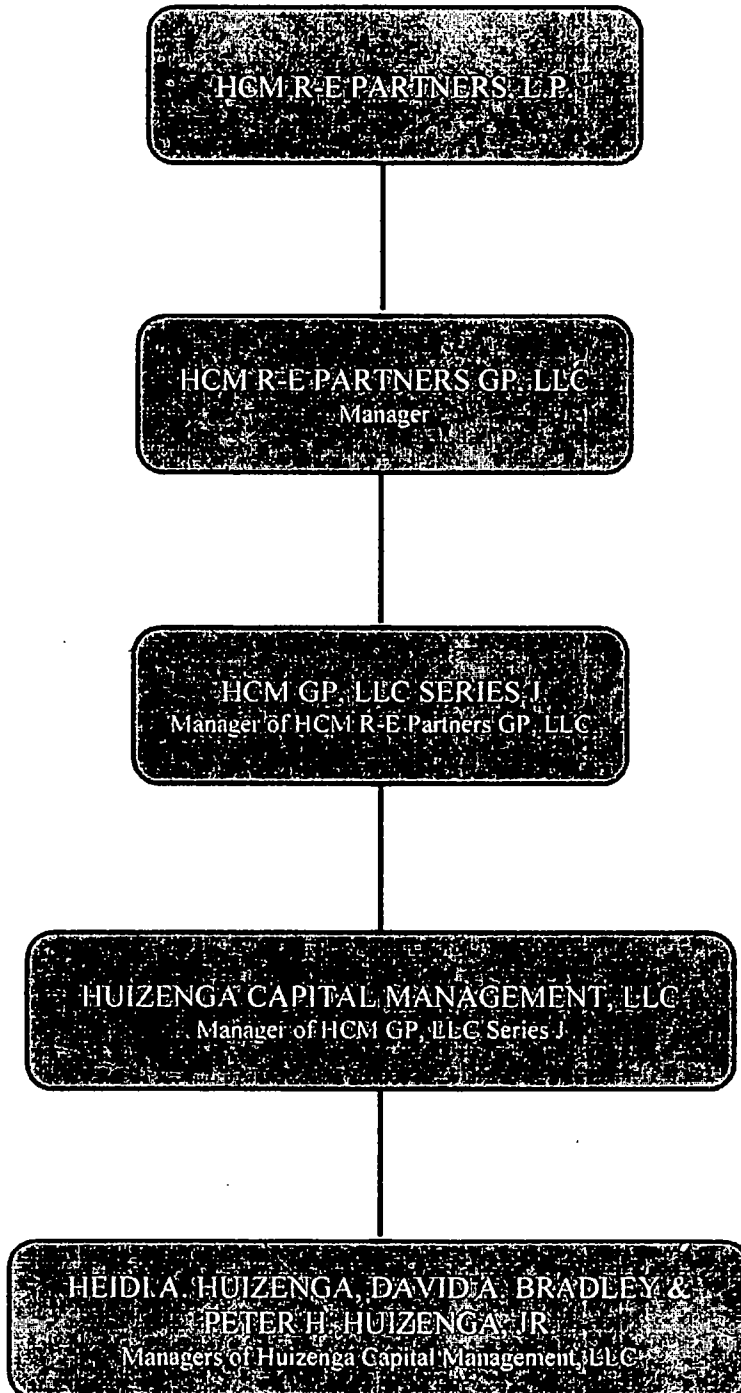 HCM R-E PARTNERS, L.P.
HCM R-E PARTNERS GP, LLC
Manager
HCM GP, LLC SERIES J
Manager of HCM R-E Partners GP, LLC
HUIZENGA CAPITAL MANAGEMENT, LLC
Manager of HCM GP, LLC Series J
HEIDI A. HUIZENGA, DAVID A. BRADLEY &
PETER H. HUIZENGA, JR
Managers of Huizenga Capital Management, LLC